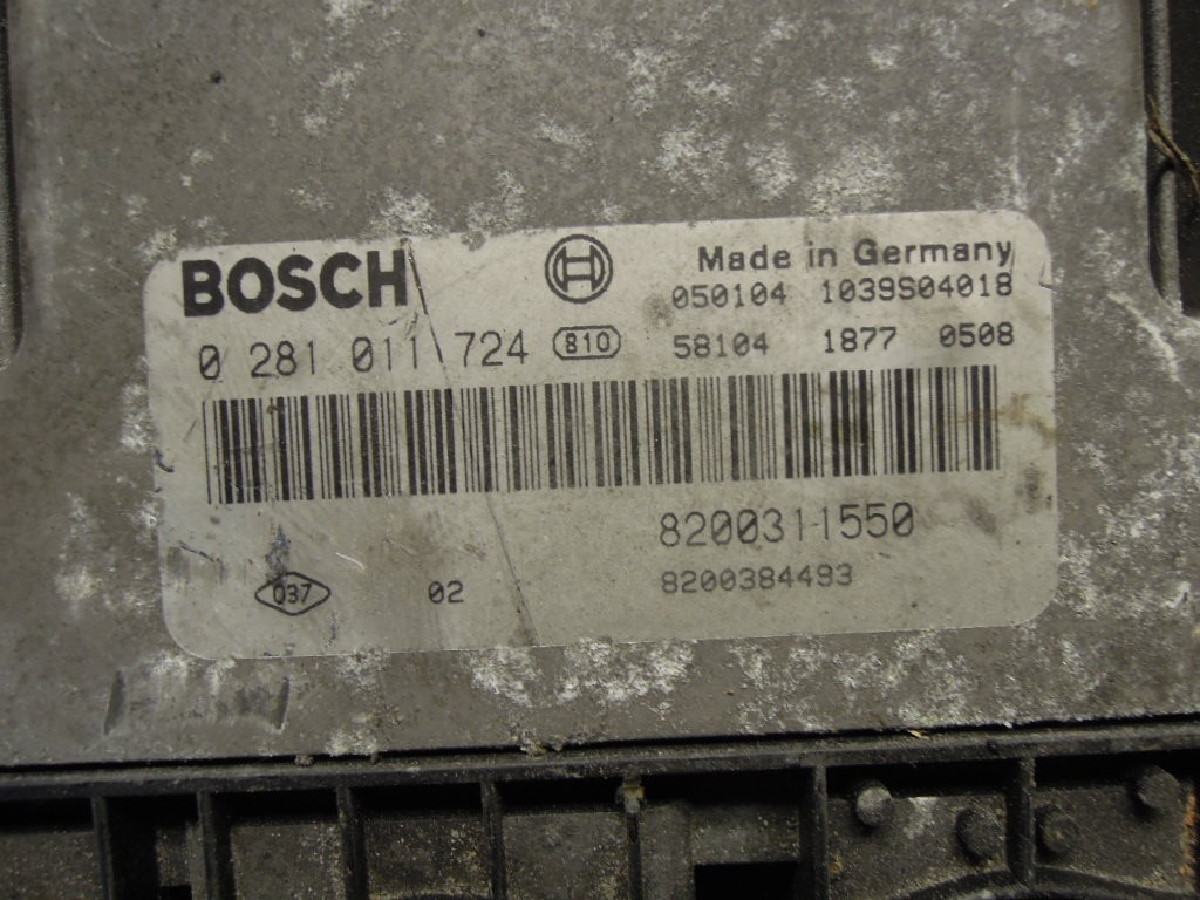 BOSCH
Made in Germany
050104 1039S04018
0 281 011 724 810
58104 1877 0508
8200311550
037 02
8200384493